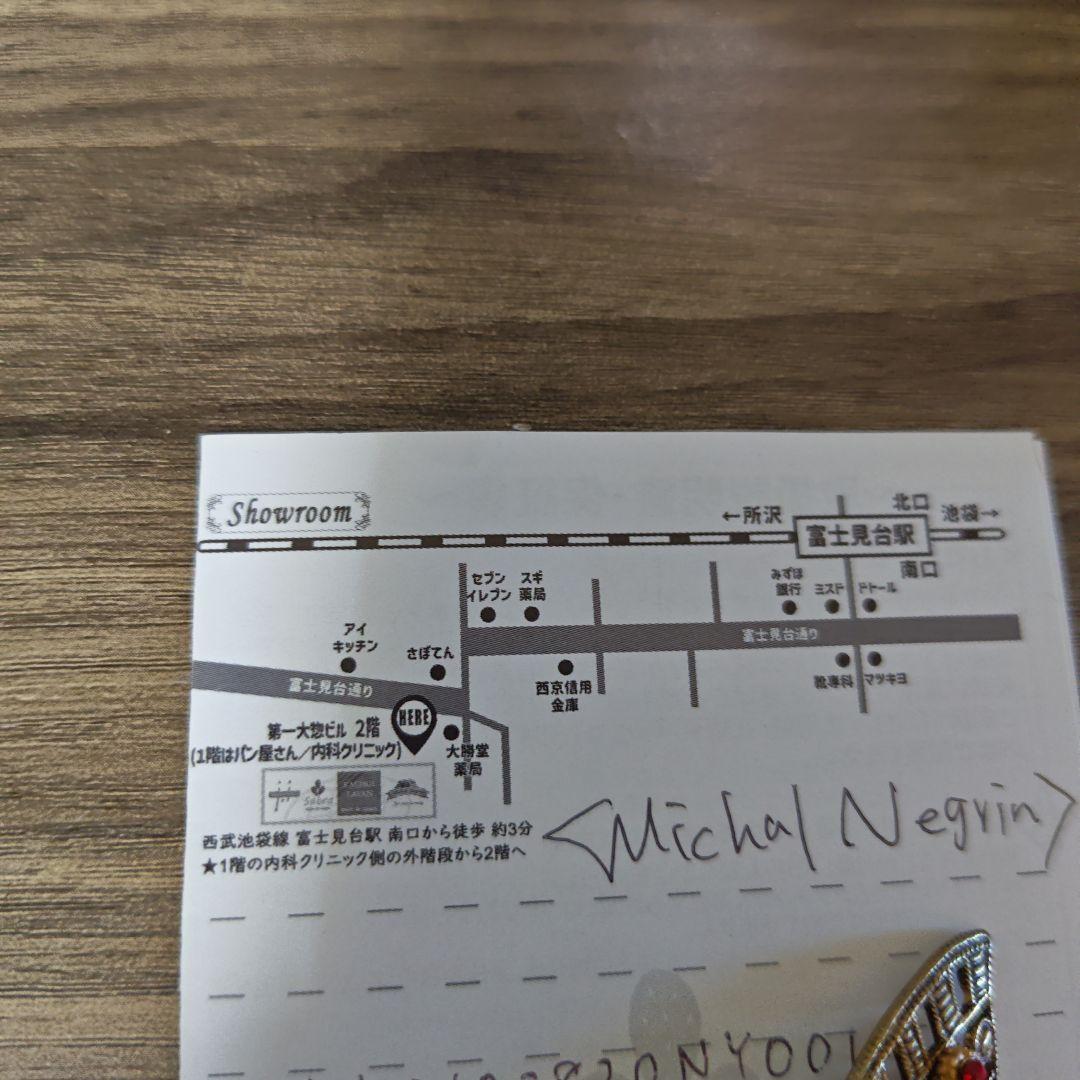 Showroom
←所沢
北口
池袋→
富士見台駅
南口
セブン
イレブン
スギ
薬局
みずほ
銀行
ミスド
ドトール
富士見台通り
アイ
キッチン
さぼてん
富士見台通り
西京信用
金庫
靴専科
マツキヨ
HERE
第一大惣ビル 2階
(1階はパン屋さん/内科クリニック)
大勝堂
薬局
西武池袋線 富士見台駅 南口から徒歩 約3分
★1階の内科クリニック側の外階段から2階へ
<Michal Negrin>